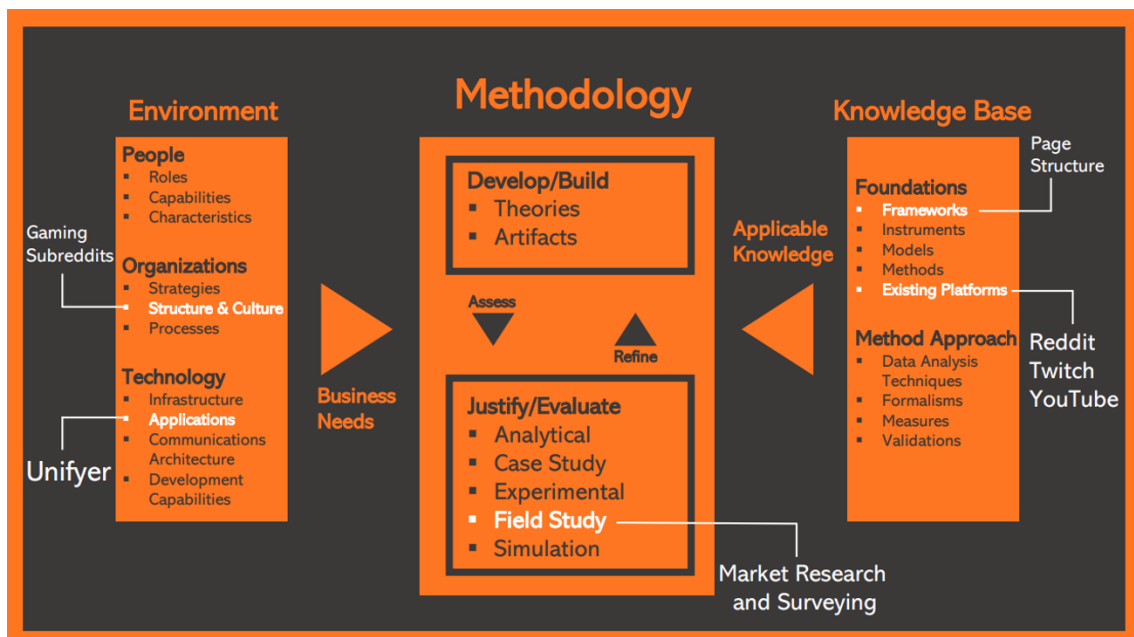 Methodology
Environment
People
▪ Roles
▪ Capabilities
▪ Characteristics
Gaming
Subreddits
Organizations
▪ Strategies
▪ Structure & Culture
▪ Processes
Technology
▪ Infrastructure
▪ Applications
▪ Communications
Architecture
▪ Development
Capabilities
Unifyer
Business
Needs
Develop/Build
▪ Theories
▪ Artifacts
Assess
Refine
Justify/Evaluate
▪ Analytical
▪ Case Study
▪ Experimental
▪ Field Study
▪ Simulation
Market Research
and Surveying
Applicable
Knowledge
Knowledge Base
Page
Structure
Foundations
▪ Frameworks
▪ Instruments
▪ Models
▪ Methods
▪ Existing Platforms
Method Approach
▪ Data Analysis
Techniques
▪ Formalisms
▪ Measures
▪ Validations
Reddit
Twitch
YouTube